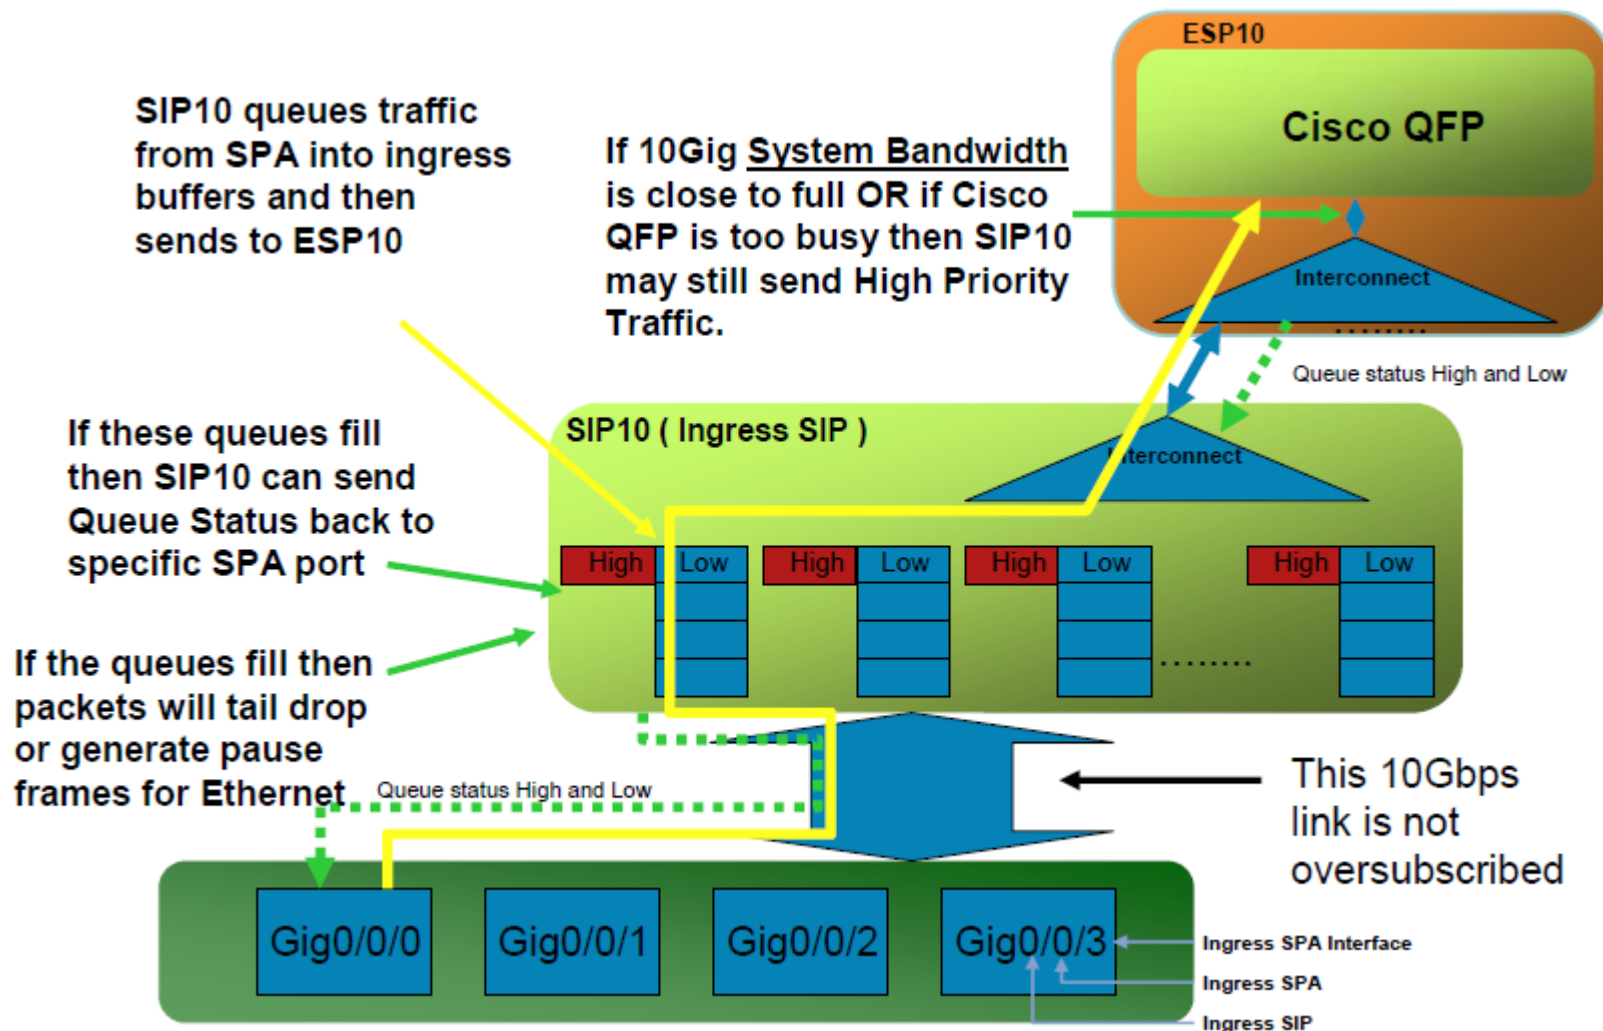 ESP10
Cisco QFP
Interconnect
........
SIP10 queues traffic
from SPA into ingress
buffers and then
sends to ESP10
If 10Gig System Bandwidth
is close to full OR if Cisco
QFP is too busy then SIP10
may still send High Priority
Traffic.
Queue status High and Low
SIP10 ( Ingress SIP )
Interconnect
If these queues fill
then SIP10 can send
Queue Status back to
specific SPA port
High Low High Low High Low High Low
........
If the queues fill then
packets will tail drop
or generate pause
frames for Ethernet
Queue status High and Low
This 10Gbps
link is not
oversubscribed
Gig0/0/0 Gig0/0/1 Gig0/0/2 Gig0/0/3
Ingress SPA Interface
Ingress SPA
Ingress SIP